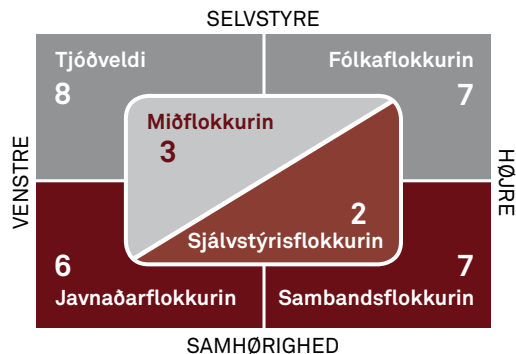 SELVSTYRE
Tjóðveldi
8
Fólkaflokkurin
7
Miðflokkurin
3
VENSTRE
HØJRE
2
Sjálvstýrisflokkurin
6
Javnaðarflokkurin
7
Sambandsflokkurin
SAMHØRIGHED